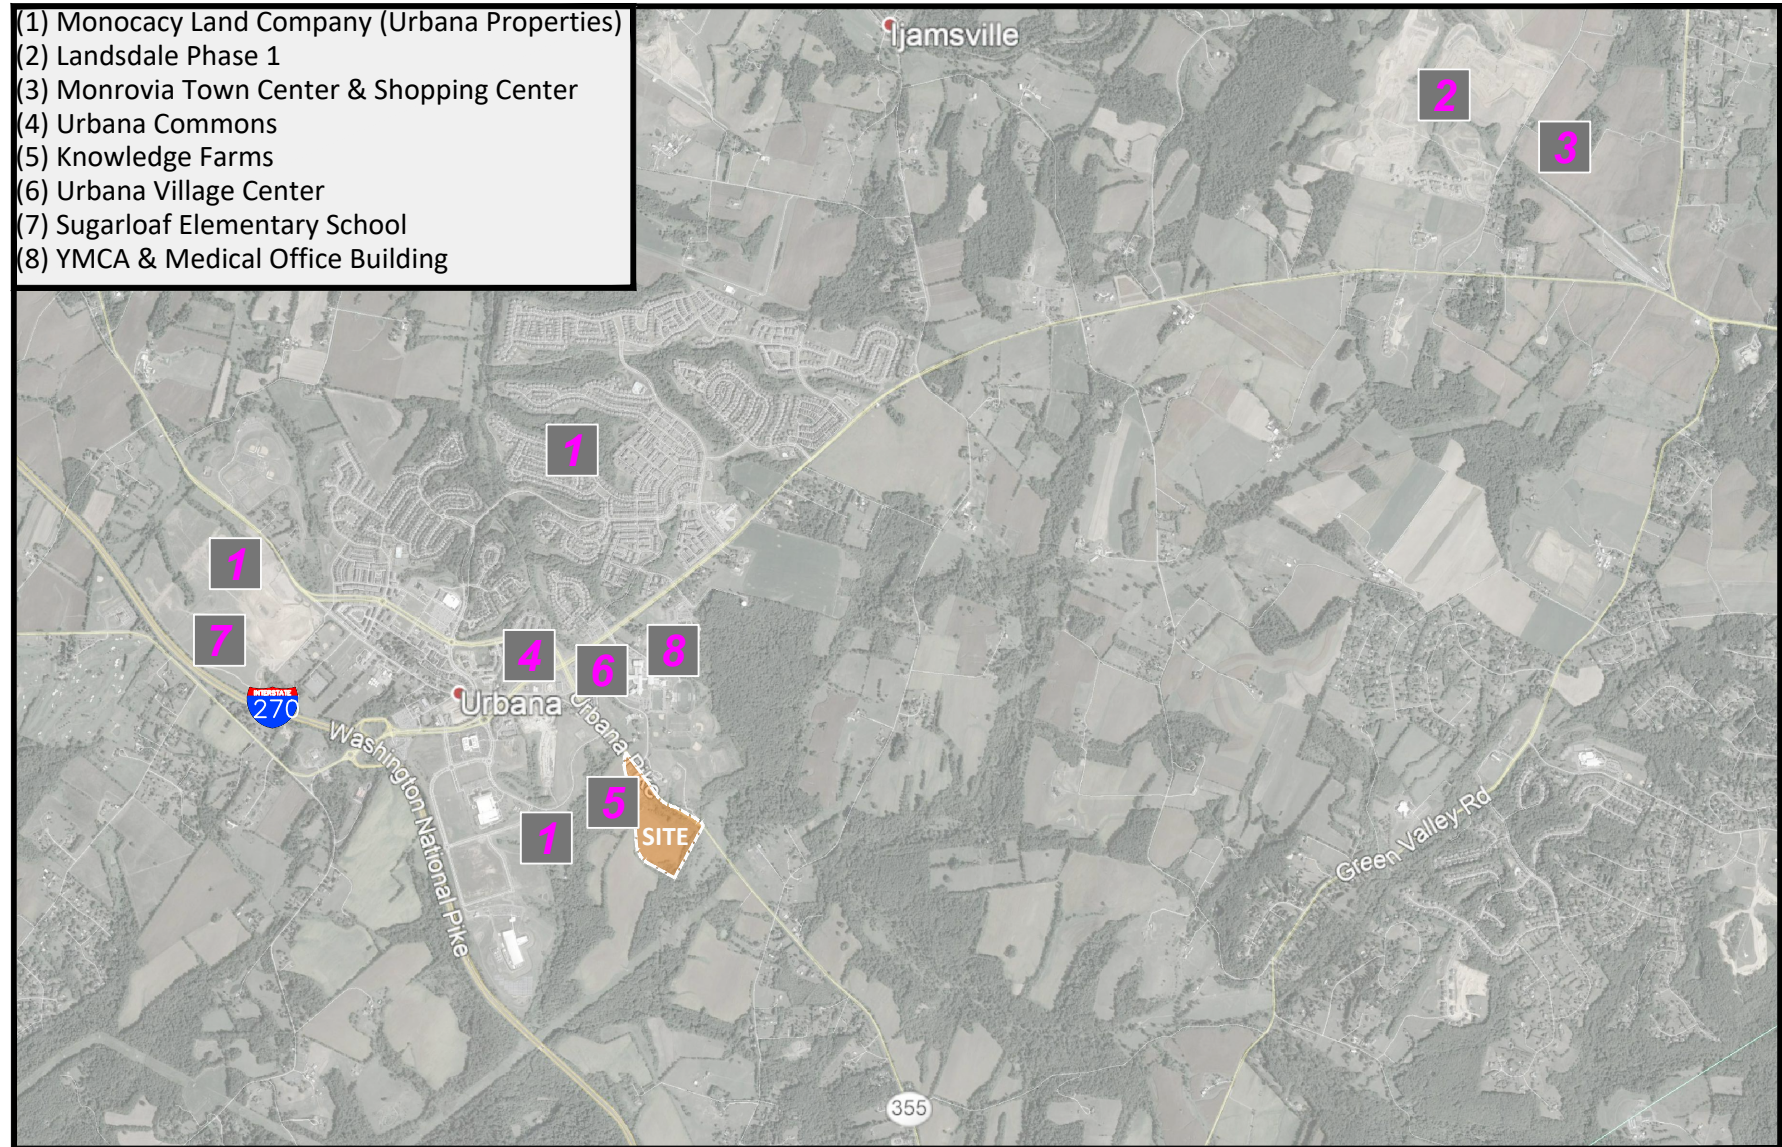 (1) Monocacy Land Company (Urbana Properties)
(2) Landsdale Phase 1
(3) Monrovia Town Center & Shopping Center
(4) Urbana Commons
(5) Knowledge Farms
(6) Urbana Village Center
(7) Sugarloaf Elementary School
(8) YMCA & Medical Office Building
Ijamsville
2
3
1
1
7
4
6
8
INTERSTATE
270
Urbana
Urbana Pike
Washington National Pike
5
1
SITE
Green Valley Rd
355